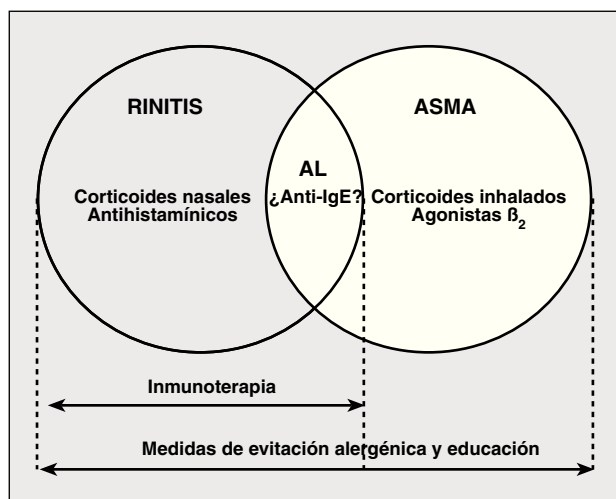 RINITIS
ASMA
AL
¿Anti-IgE?
Corticoides nasales
Antihistamínicos
Corticoides inhalados
Agonistas ß₂
Inmunoterapia
Medidas de evitación alergénica y educación